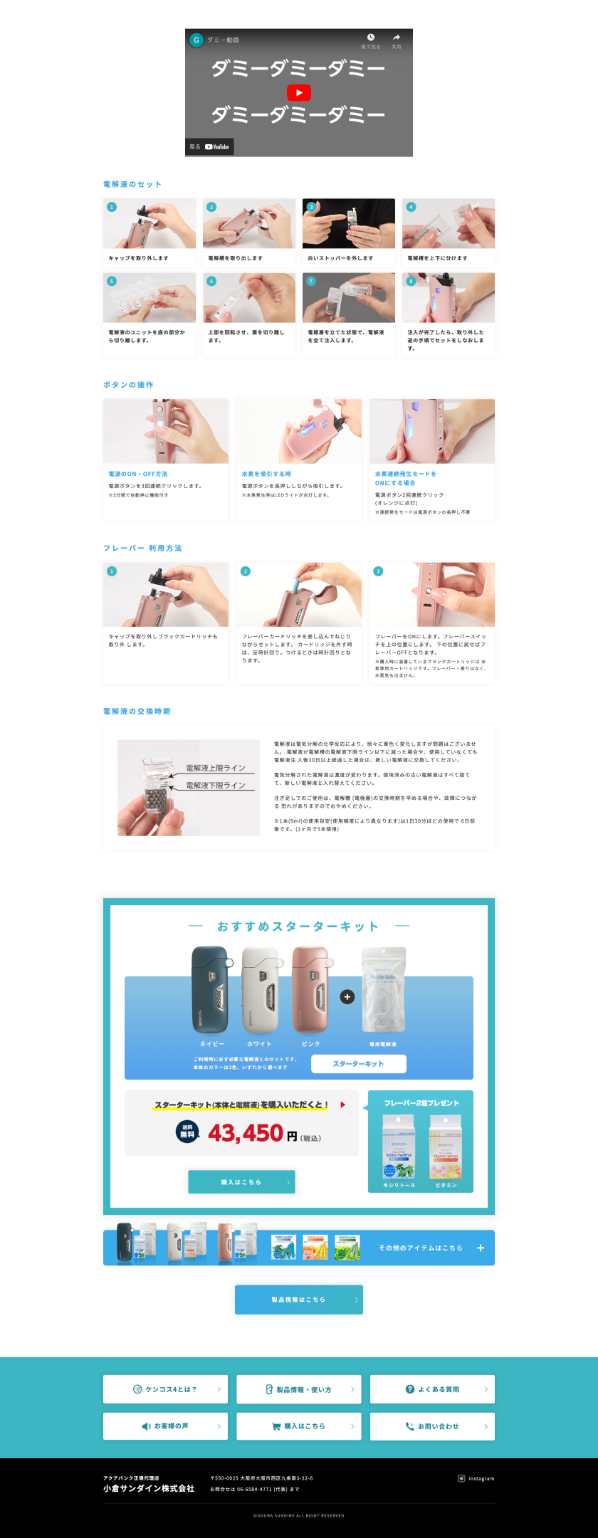 G ダミー動画
後で見る 共有
ダミーダミーダミー
ダミーダミーダミー
見る YouTube
電解液のセット
1
キャップを取り外します
2
電解槽を取り出します
3
白いストッパーを外します
4
電解槽を上下に分けます
5
電解液のユニットを底の部分か
ら切り離します。
6
上部を回転させ、蓋を切り離し
ます。
7
電極層を立てた状態で、電解液
を全て注入します。
8
注入が完了したら、取り外した
逆の手順でセットをしなおしま
す。
ボタンの操作
電源のON・OFF方法
電源ボタンを3回連続クリックします。
※5分間で自動停止機能付き
水素を吸引する時
電源ボタンを長押ししながら吸引します。
※水素発生時はLEDライトが点灯します。
水素連続発生モードを
ONにする場合
電源ボタン2回連続クリック
(オレンジに点灯)
※連続発生モードは電源ボタンの長押し不要
フレーバー 利用方法
1
キャップを取り外しブラックカードリッチも
取り外 します。
2
フレーバーカードリッチを差し込んでねじり
ながらセットします。 カードリッジを外す時
は、反時計回り。つけるときは時計回りとな
ります。
3
フレーバーをONにします。フレーバースイッ
チを上の位置にします。 下の位置に戻せばフ
レーバーOFFとなります。
※購入時に装着しているブラックカートリッジは 水
素専用カートリッジです。フレーバー・香りはなく、
水蒸気も出ません。
電解液の交換時期
電解液上限ライン
電解液下限ライン
電解液は電気分解の化学反応により、徐々に黄色く変化しますが問題はございませ
ん。 電解液が電解槽の電解液下限ライン以下に減った場合や、使用していなくても
電解液注 入後10日以上経過した場合は、新しい電解液に交換してください。
電気分解された電解液は濃度が変わります。使用済みの古い電解液はすべて捨て
て、新しい電解液と入れ替えてください。
注ぎ足しでのご使用は、電解槽 (電極層)の交換時期を早める場合や、故障につなが
る 恐れがありますのでおやめください。
※1本(9ml)の使用目安(使用頻度により異なります)は1日30分ほどの使用で 6日前
後です。(1ヶ月で5本使用)
おすすめスターターキット
ネイビー
ホワイト
ピンク
専用電解液
ご利用時に必ず必要な電解液とのセットです。
本体のカラーは3色、いずれから選べます
スターターキット
スターターキット(本体と電解液)を購入いただくと!
送料
無料
43,450円(税込)
フレーバー2個プレゼント
キシリトール
ビタミン
購入はこちら
その他のアイテムはこちら
製品情報はこちら
ケンコス4とは?
製品情報・使い方
よくある質問
お客様の声
購入はこちら
お問い合わせ
アクアバンク正規代理店
小倉サンダイン株式会社
〒550-0025 大阪府大阪市西区九条南3-23-6
お問合せは 06-6584-4771 (代表) まで
instagram
©OGURA SUNDINE ALL RIGHT RESERVED